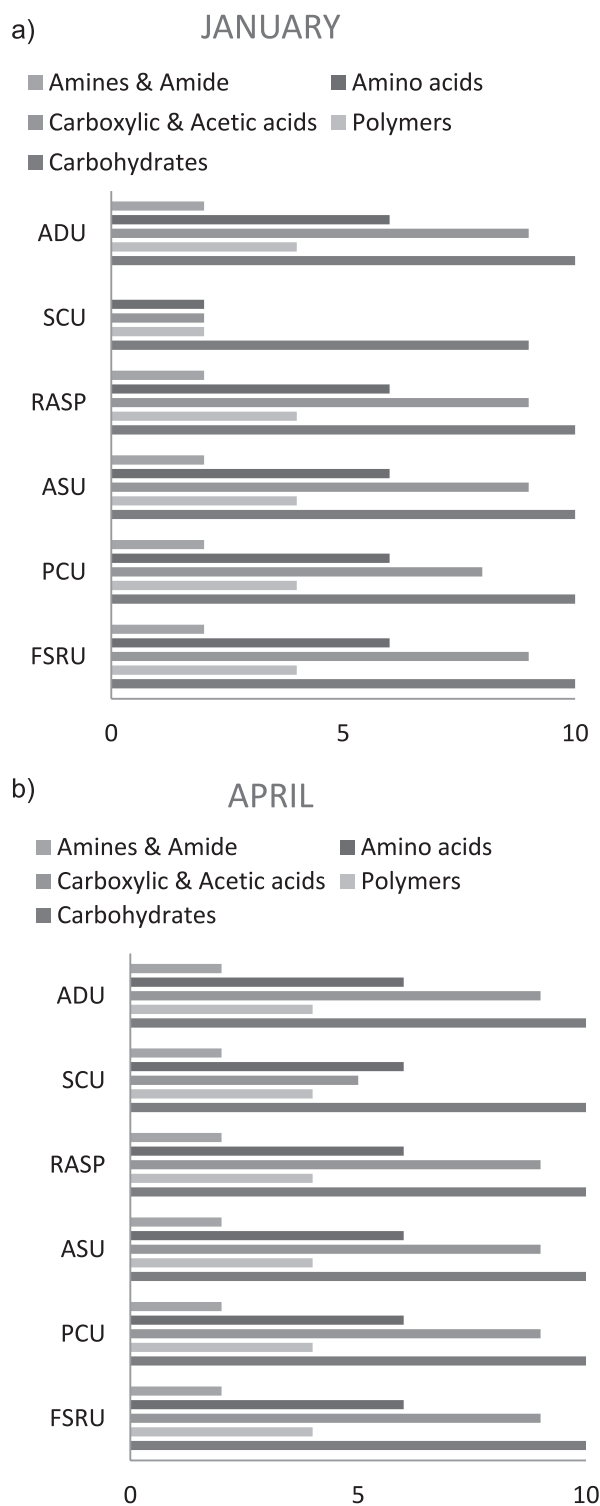 a)
JANUARY
Amines & Amide Amino acids
Carboxylic & Acetic acids Polymers
Carbohydrates
ADU
SCU
RASP
ASU
PCU
FSRU
0 5 10
b)
APRIL
Amines & Amide Amino acids
Carboxylic & Acetic acids Polymers
Carbohydrates
ADU
SCU
RASP
ASU
PCU
FSRU
0 5 10